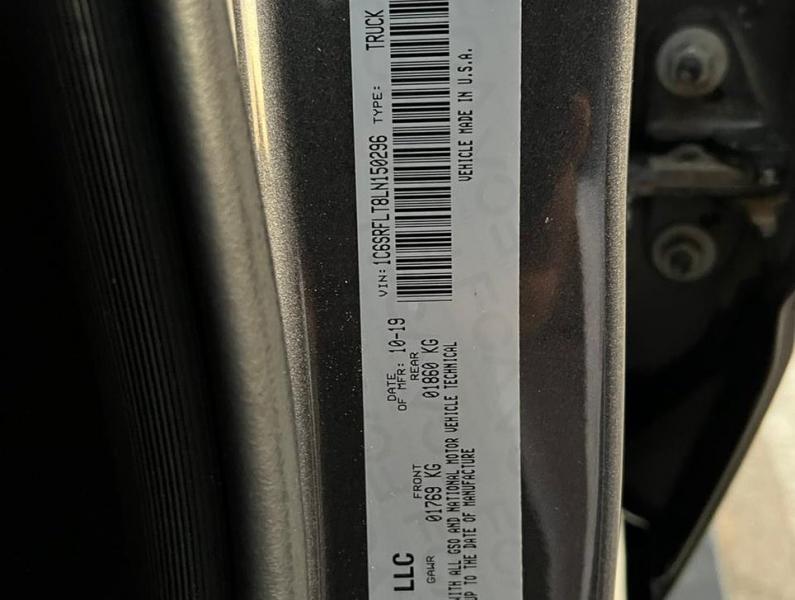 LLC
DATE OF MFR: 10-19
VIN: 1C6SRFLT8LN150296 TYPE: TRUCK
GAWR FRONT 01769 KG REAR 01860 KG
WITH ALL GSO AND NATIONAL MOTOR VEHICLE TECHNICAL
UP TO THE DATE OF MANUFACTURE
VEHICLE MADE IN U.S.A.